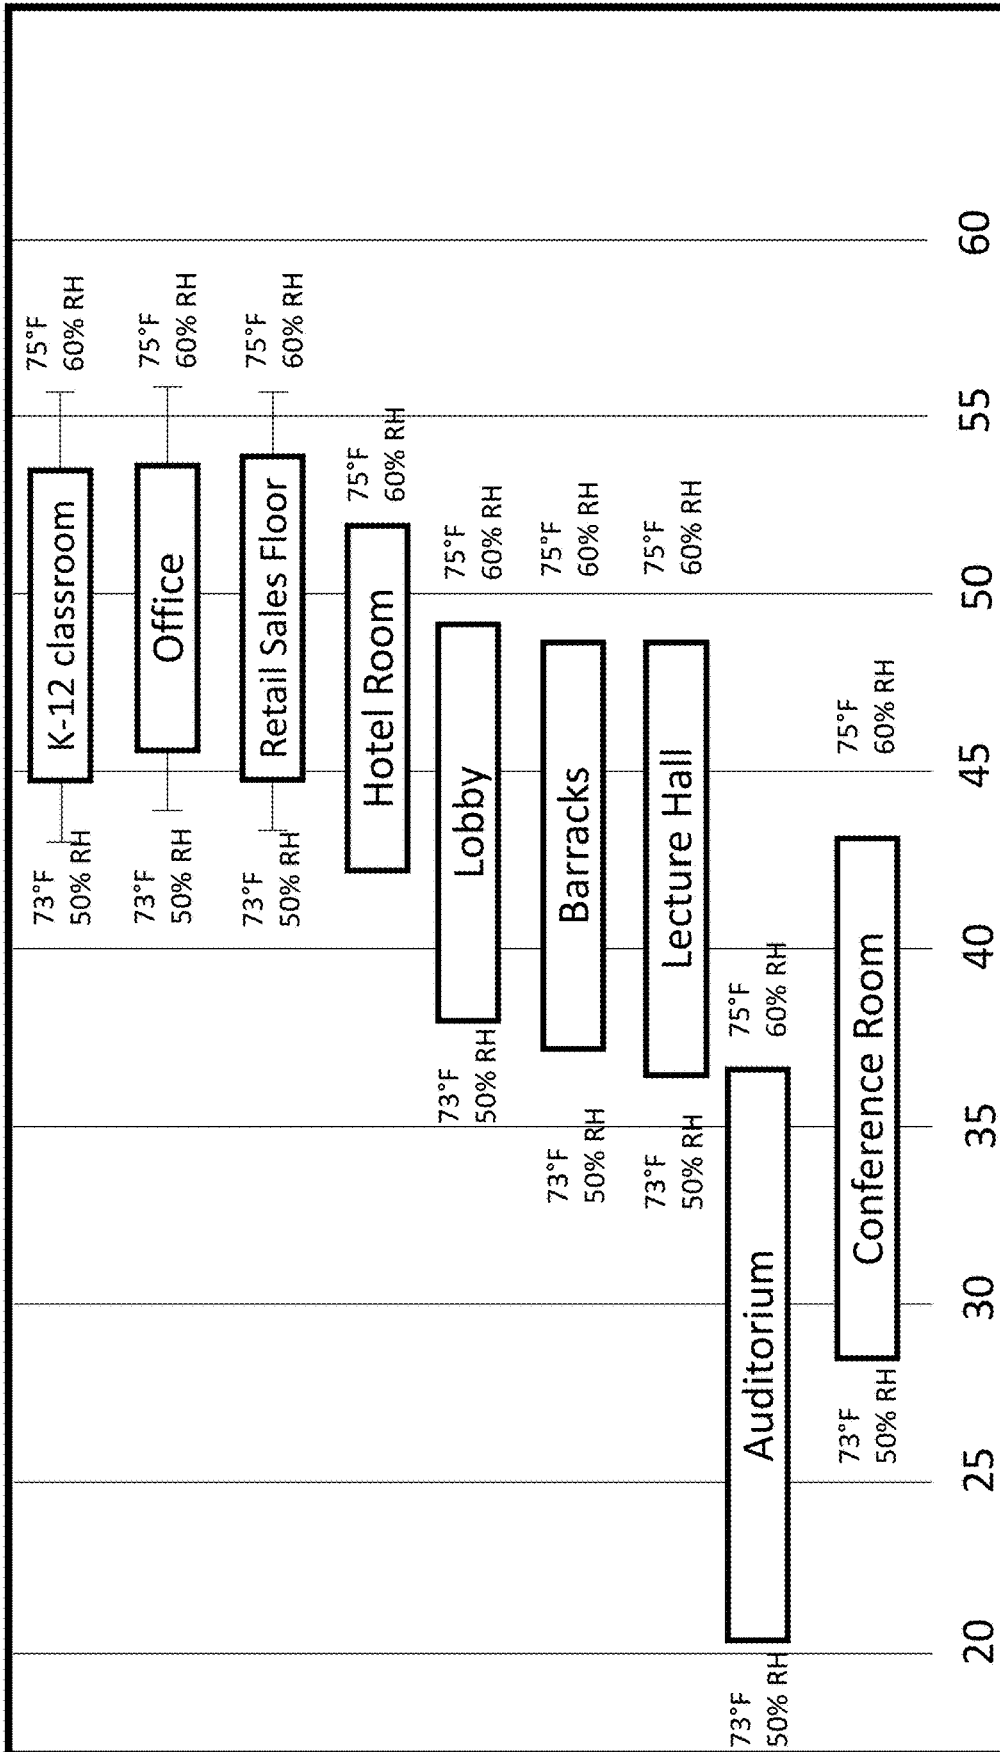 75°F
60% RH
K-12 classroom
73°F
50% RH
75°F
60% RH
Office
73°F
50% RH
75°F
60% RH
Retail Sales Floor
73°F
50% RH
75°F
60% RH
Hotel Room
75°F
60% RH
Lobby
73°F
50% RH
75°F
60% RH
Barracks
73°F
50% RH
75°F
60% RH
Lecture Hall
73°F
50% RH
75°F
60% RH
Auditorium
73°F
50% RH
75°F
60% RH
Conference Room
73°F
50% RH
20 25 30 35 40 45 50 55 60